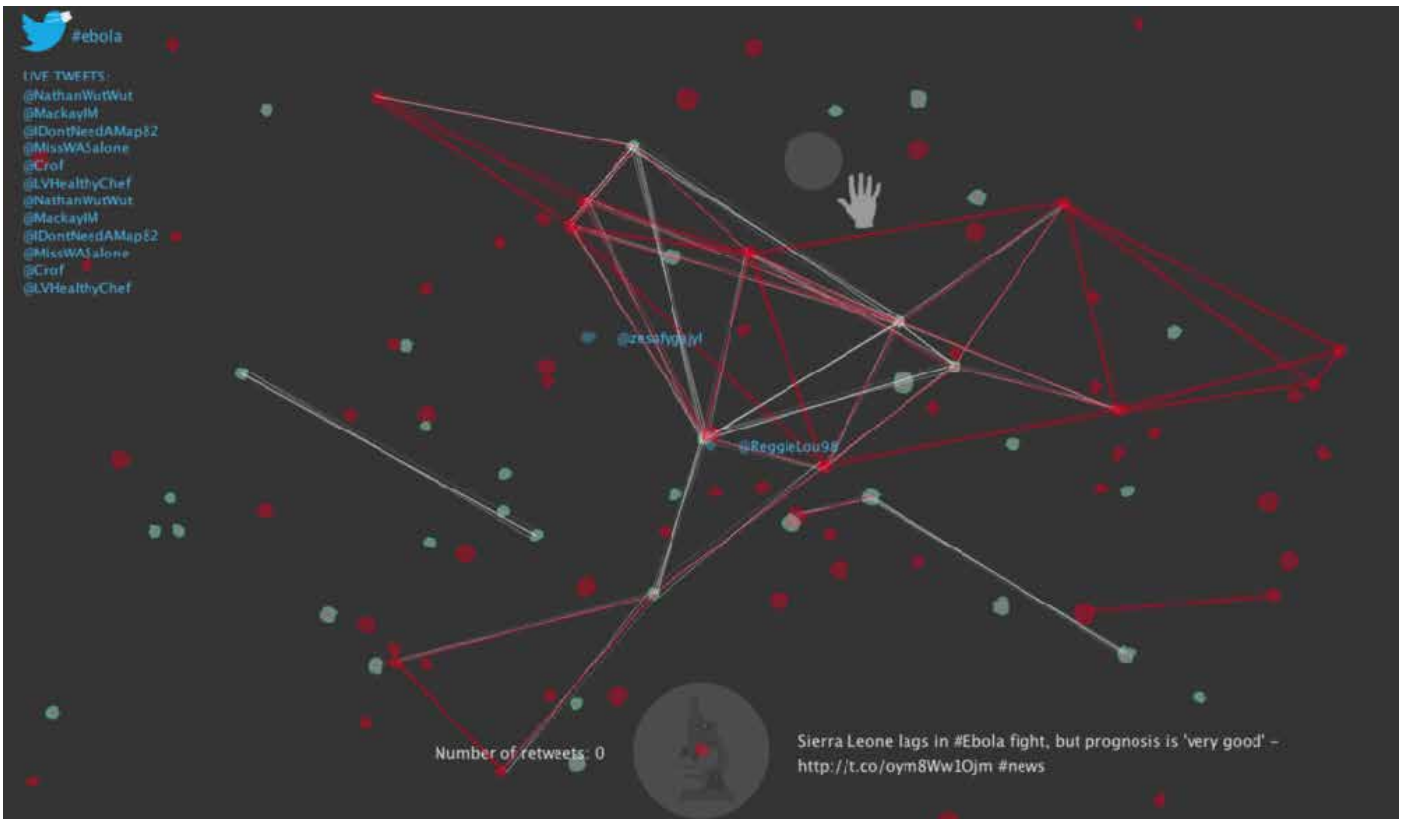 #ebola
LIVE TWEETS:
@NathanWutWut
@MackayIM
@IDontNeedAMap82
@MissWASalone
@Crof
@LVHealthyChef
@NathanWutWut
@MackayIM
@IDontNeedAMap82
@MissWASalone
@Crof
@LVHealthyChef
@zesafygajyl
@ReggieLou98
Number of retweets: 0
Sierra Leone lags in #Ebola fight, but prognosis is 'very good' –
http://t.co/oym8Ww1Ojm #news